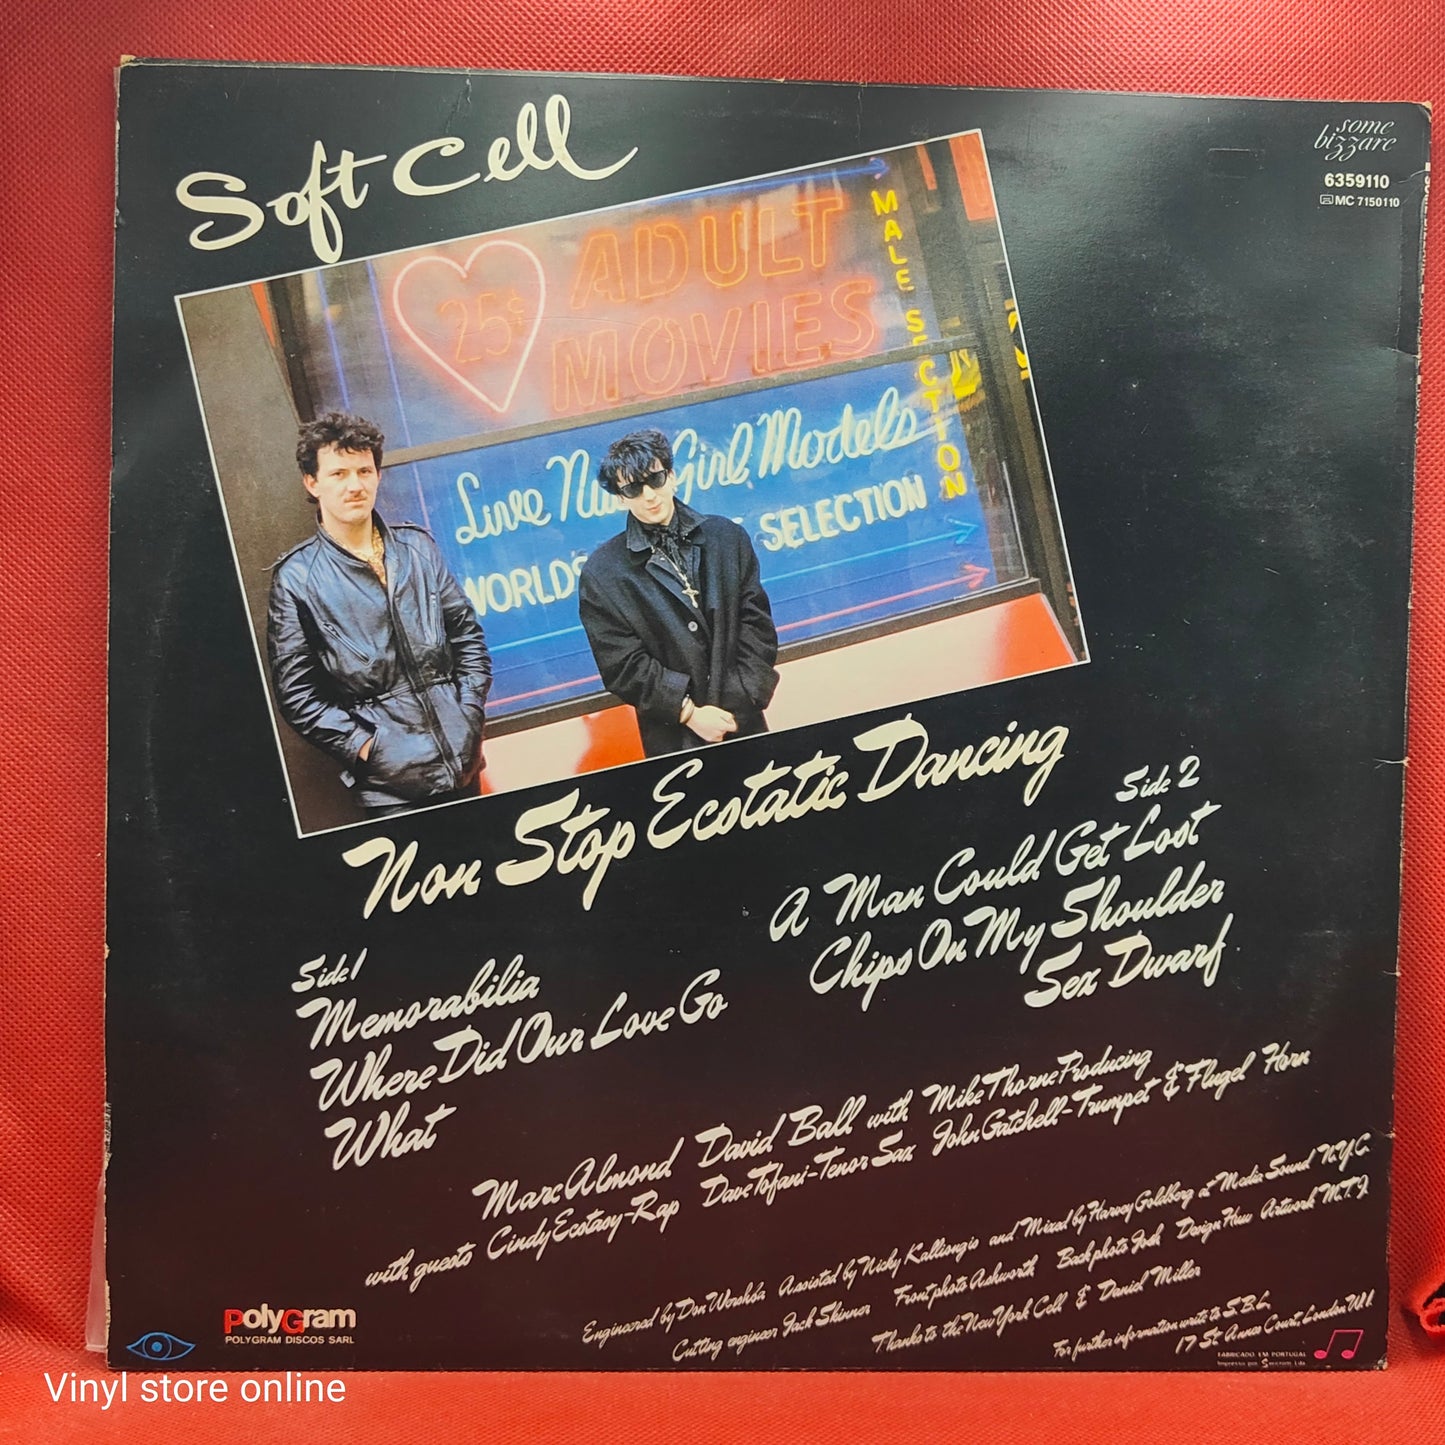 Soft Cell
some
bizzare
6359110
MC 7150110
25¢
ADULT
MOVIES
MALE SECTION
Live Girl Models
SELECTION
Non Stop Ecstatic Dancing
Side 1
Memorabilia
Where Did Our Love Go
What
Side 2
A Man Could Get Lost
Chips On My Shoulder
Sex Dwarf
Marc Almond David Ball with Mike Thorne Producing
with guests Cindy Ecstasy-Rap Dave Tofani-Tenor Sax John Gatchell-Trumpet & Flugel Horn
Engineered by Don Wershba Assisted by Nicky Kalliongis and Mixed by Harvey Goldberg at Media Sound N.Y.C.
Cutting engineer Jack Skinner Front photo Ashworth Back photo Josh Design Huw Artwork M.T.J.
Thanks to the New York Cell & Daniel Miller
For further information write to S.B.L.
17 St Annes Court, London W1.
PolyGram
POLYGRAM DISCOS SARL
FABRICADO EM PORTUGAL
Vinyl store online